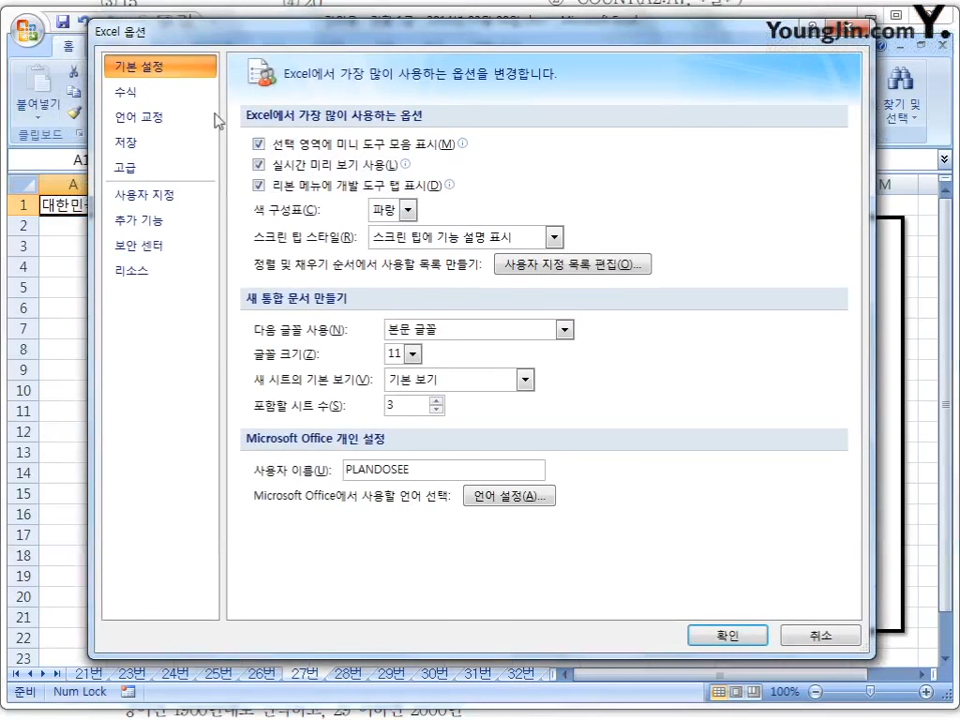 Younglin.com Y.
Excel 옵션
홈
붙여넣기
클립보드
찾기 및
선택
기본 설정
수식
언어 교정
저장
고급
사용자 지정
추가 기능
보안 센터
리소스
Excel에서 가장 많이 사용하는 옵션을 변경합니다.
Excel에서 가장 많이 사용하는 옵션
선택 영역에 미니 도구 모음 표시(M)
실시간 미리 보기 사용(L)
리본 메뉴에 개발 도구 탭 표시(D)
색 구성표(C): 파랑
스크린 팁 스타일(R): 스크린 팁에 기능 설명 표시
정렬 및 채우기 순서에서 사용할 목록 만들기: 사용자 지정 목록 편집(O)...
새 통합 문서 만들기
다음 글꼴 사용(N): 본문 글꼴
글꼴 크기(Z): 11
새 시트의 기본 보기(V): 기본 보기
포함할 시트 수(S): 3
Microsoft Office 개인 설정
사용자 이름(U): PLANDOSEE
Microsoft Office에서 사용할 언어 선택: 언어 설정(A)...
확인 취소
A M
1 대한민
2
3
4
5
6
7
8
9
10
11
12
13
14
15
16
17
18
19
20
21
22
23
21번 23번 24번 25번 26번 27번 28번 29번 30번 31번 32번
준비 Num Lock 100%